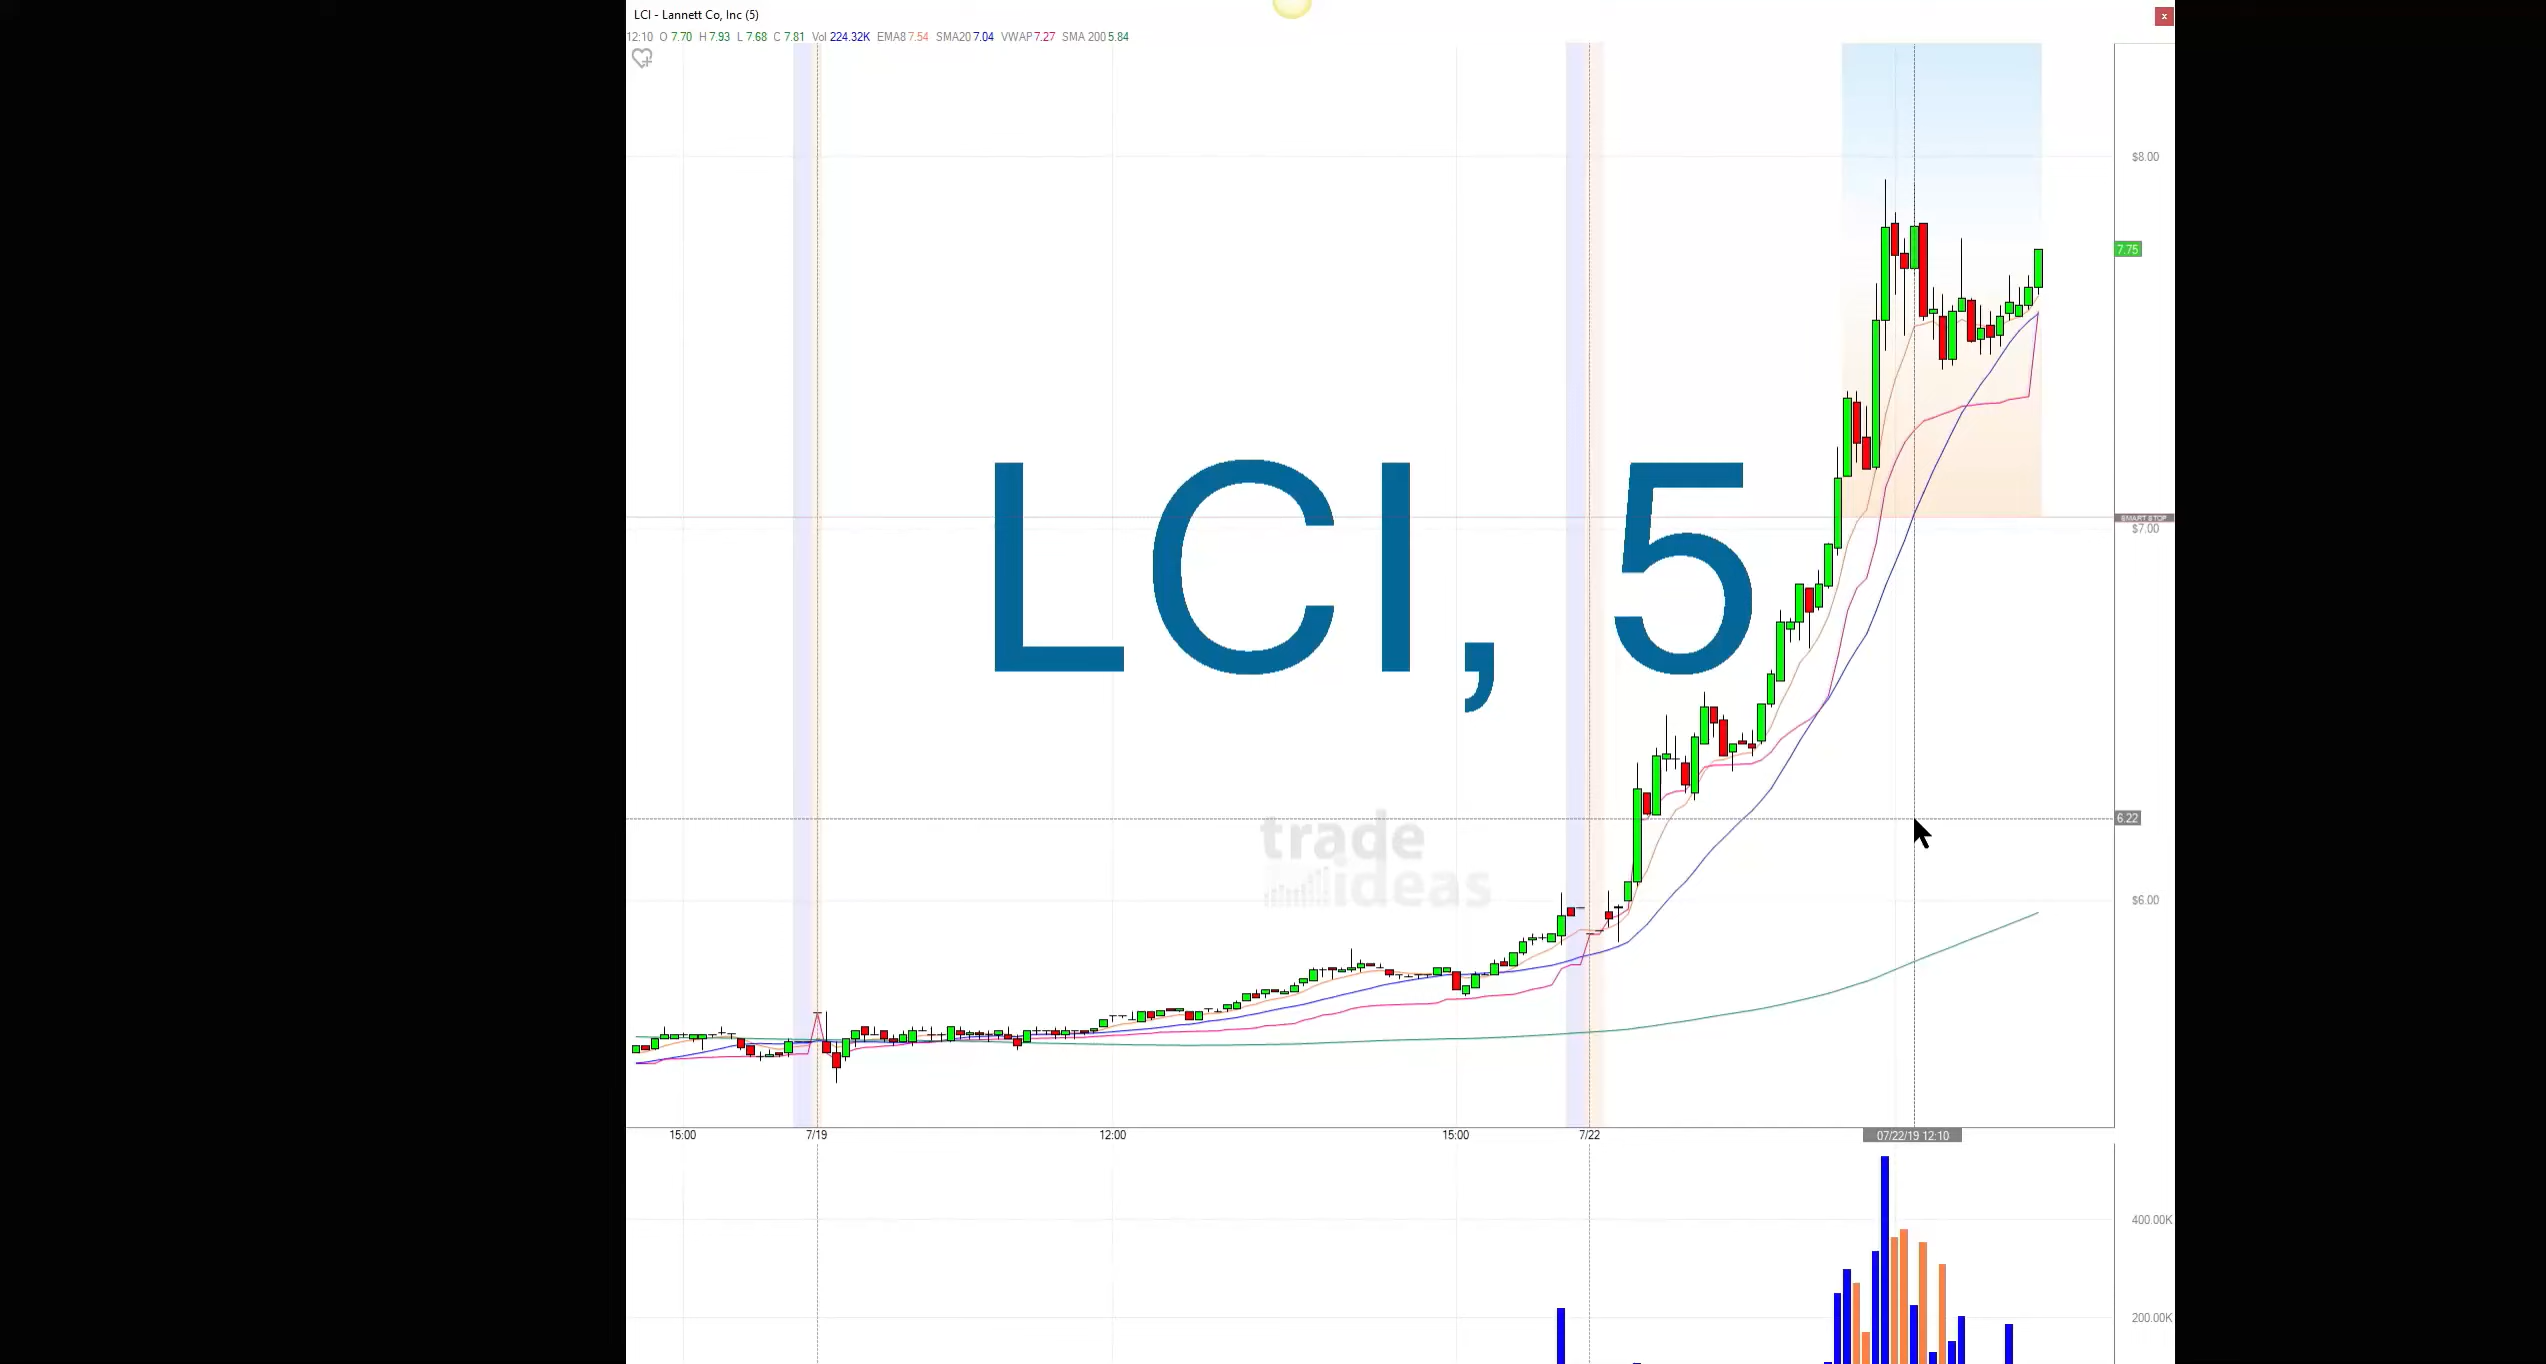 LCI - Lannett Co, Inc (5)
x
12:10 O 7.70 H 7.93 L 7.68 C 7.81 Vol 224.32K EMA8 7.54 SMA20 7.04 VWAP 7.27 SMA 200 5.84
$8.00
7.75
LCI, 5
SMART STOP
$7.00
6.22
trade
ideas
$6.00
15:00 7/19 12:00 15:00 7/22 07/22/19 12:10
400.00K
200.00K